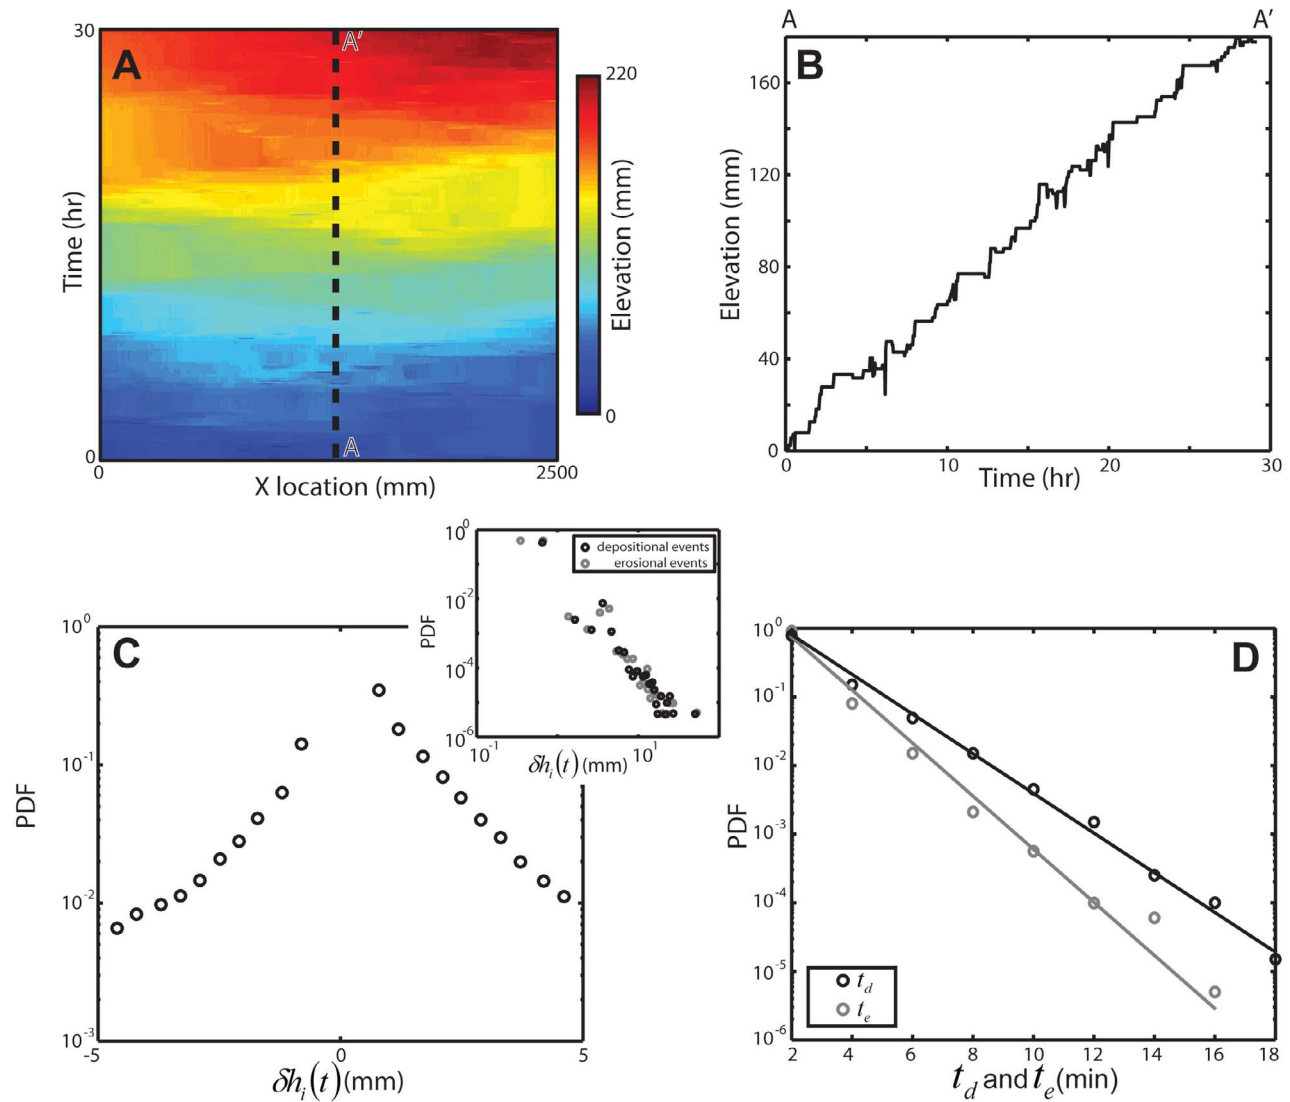 A
30
0
Time (hr)
A'
A
0
2500
X location (mm)
220
0
Elevation (mm)
A
A'
B
160
120
80
40
0
Elevation (mm)
0
10
20
30
Time (hr)
C
10^0
10^-1
10^-2
10^-3
PDF
-5
0
5
δh_i(t) (mm)
10^0
10^-2
10^-4
10^-6
PDF
depositional events
erosional events
10^-1
10^1
δh_i(t) (mm)
D
10^0
10^-1
10^-2
10^-3
10^-4
10^-5
10^-6
PDF
t_d
t_e
2
4
6
8
10
12
14
16
18
t_d and t_e (min)